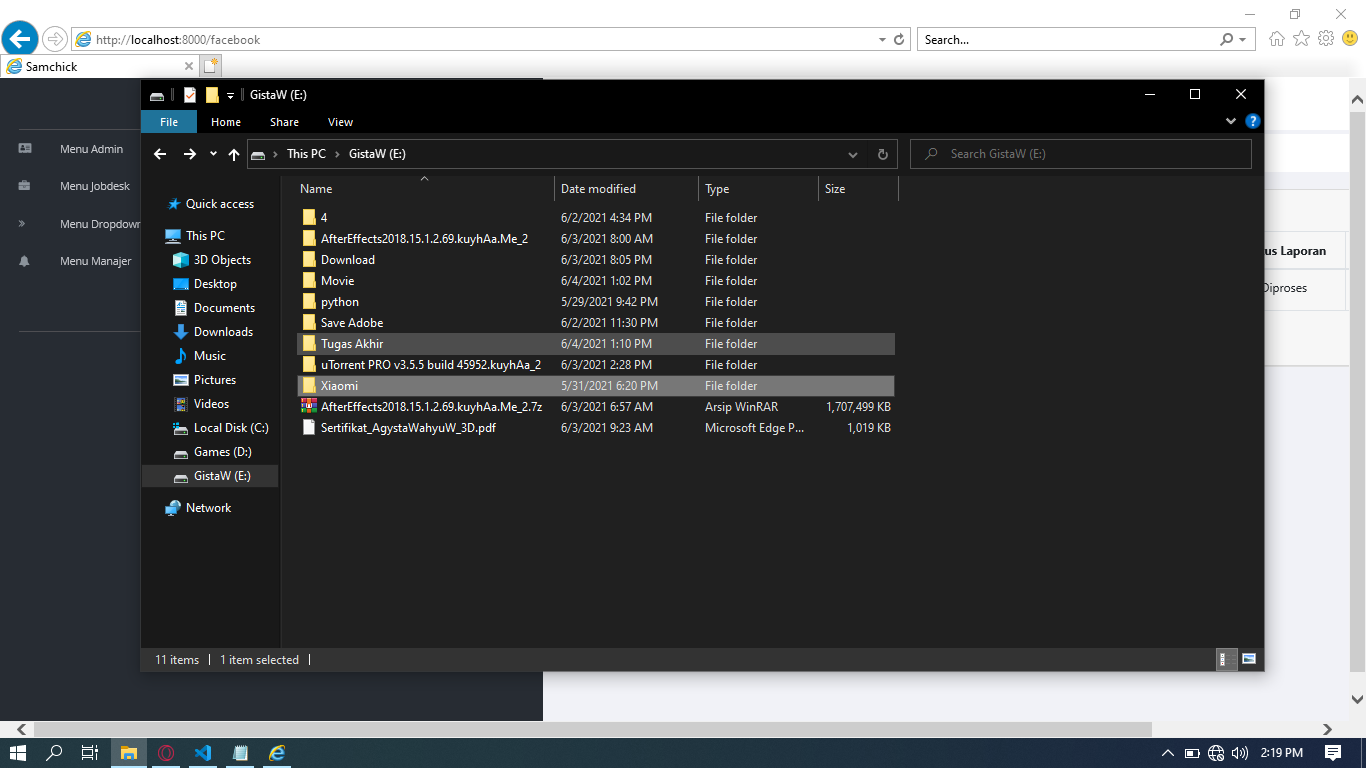 http://localhost:8000/facebook
Search...
Samchick
GistaW (E:)
File Home Share View
This PC GistaW (E:)
Search GistaW (E:)
Menu Admin
Menu Jobdesk
Menu Dropdown
Menu Manajer
Quick access
This PC
3D Objects
Desktop
Documents
Downloads
Music
Pictures
Videos
Local Disk (C:)
Games (D:)
GistaW (E:)
Network
Name Date modified Type Size
4 6/2/2021 4:34 PM File folder
AfterEffects2018.15.1.2.69.kuyhAa.Me_2 6/3/2021 8:00 AM File folder
Download 6/3/2021 8:05 PM File folder
Movie 6/4/2021 1:02 PM File folder
python 5/29/2021 9:42 PM File folder
Save Adobe 6/2/2021 11:30 PM File folder
Tugas Akhir 6/4/2021 1:10 PM File folder
uTorrent PRO v3.5.5 build 45952.kuyhAa_2 6/3/2021 2:28 PM File folder
Xiaomi 5/31/2021 6:20 PM File folder
AfterEffects2018.15.1.2.69.kuyhAa.Me_2.7z 6/3/2021 6:57 AM Arsip WinRAR 1,707,499 KB
Sertifikat_AgystaWahyuW_3D.pdf 6/3/2021 9:23 AM Microsoft Edge P... 1,019 KB
us Laporan
Diproses
11 items 1 item selected
2:19 PM